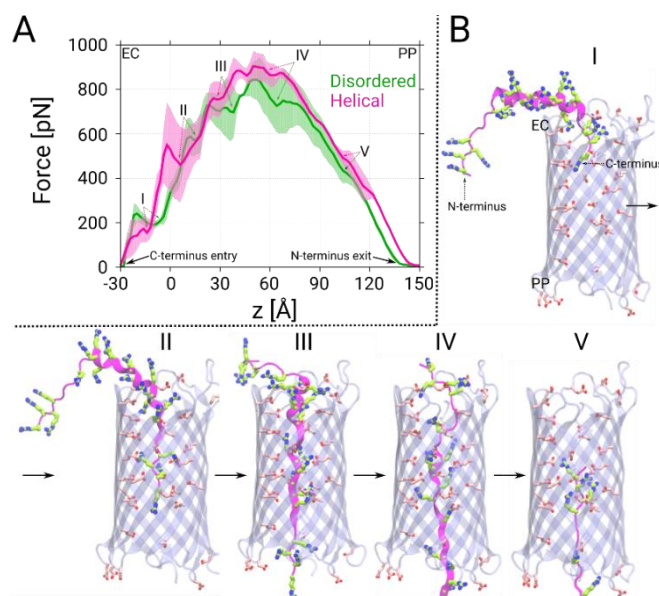 A
B
EC
PP
I
II
III
IV
V
Disordered
Helical
C-terminus entry
N-terminus exit
Force [pN]
1000
800
600
400
200
0
-30
0
30
60
90
120
150
z [Å]
I
EC
C-terminus
N-terminus
PP
II
III
IV
V